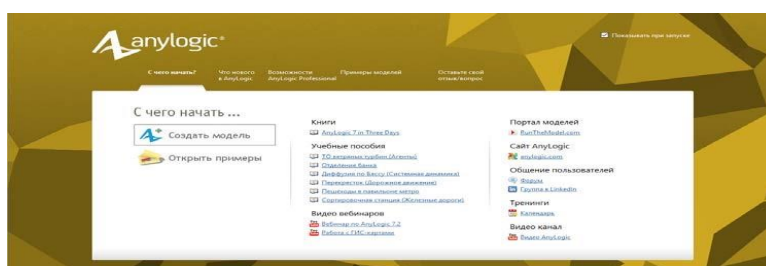 anylogic®
Показывать при запуске
С чего начать?
Что нового в AnyLogic
Возможности AnyLogic Professional
Примеры моделей
Оставьте свой отзыв/вопрос
С чего начать ...
Создать модель
Открыть примеры
Книги
AnyLogic 7 in Three Days
Учебные пособия
ТО ветряных турбин (Агенты)
Отделение банка
Диффузия по Бассу (Системная динамика)
Перекресток (Дорожное движение)
Пешеходы в павильоне метро
Сортировочная станция (Железные дороги)
Видео вебинаров
Вебинар по AnyLogic 7.2
Работа с ГИС-картами
Портал моделей
RunTheModel.com
Сайт AnyLogic
anylogic.com
Общение пользователей
Форум
Группа в LinkedIn
Тренинги
Календарь
Видео канал
Видео AnyLogic